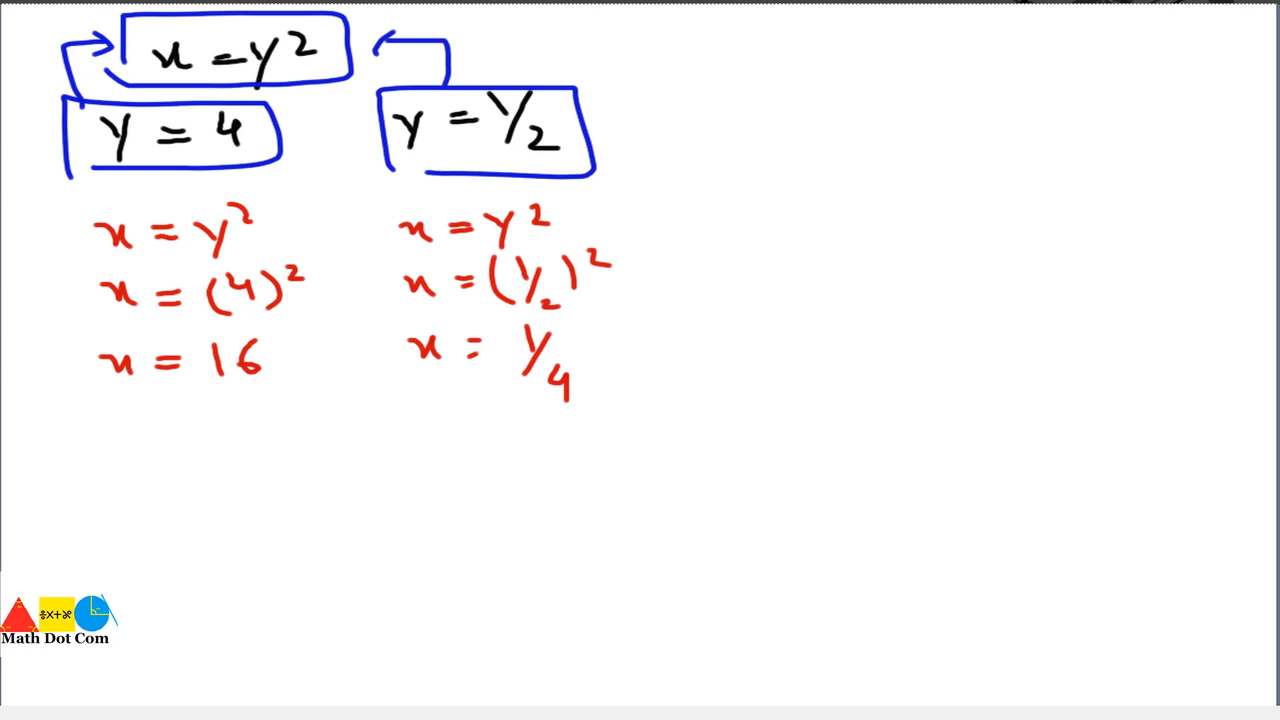 x = y²
y = 4
y = 1/2
x = y²
x = (4)²
x = 16
x = y²
x = (1/2)²
x = 1/4
÷×+
Math Dot Com